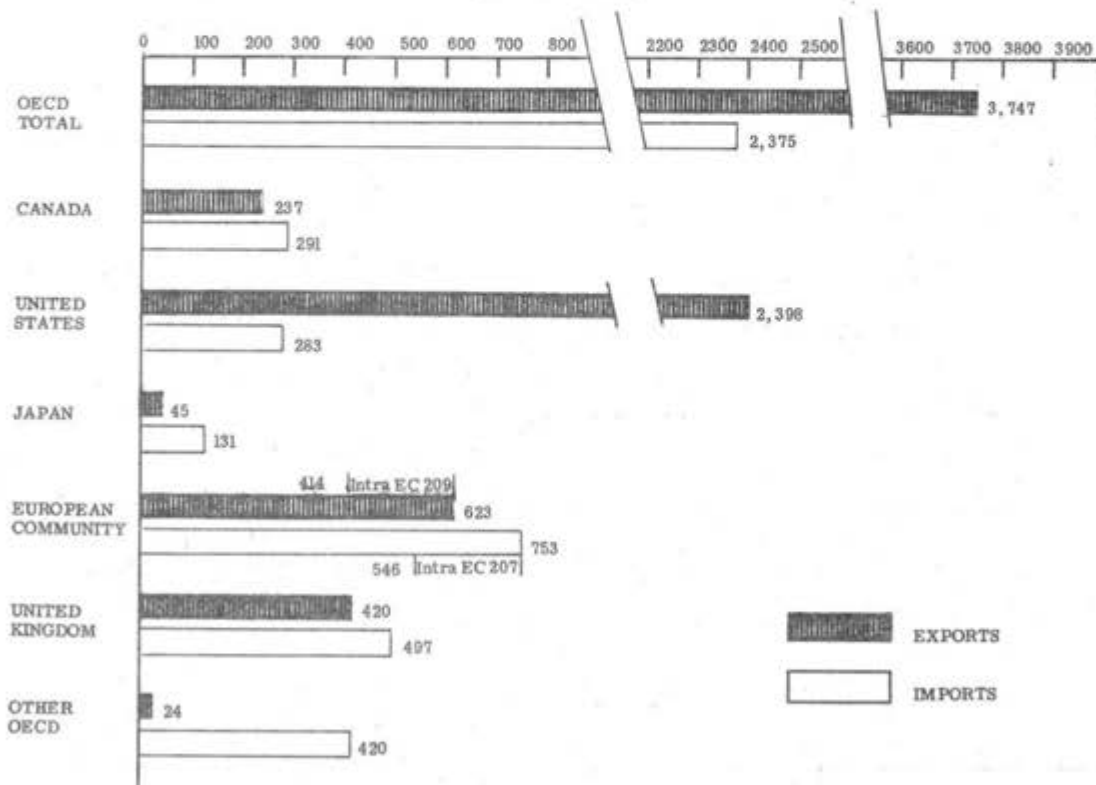 0 100 200 300 400 500 600 700 800 2200 2300 2400 2500 3600 3700 3800 3900
OECD
TOTAL
3,747
2,375
CANADA
237
291
UNITED
STATES
2,398
283
JAPAN
45
131
EUROPEAN
COMMUNITY
414 Intra EC 209
623
753
546 Intra EC 207
UNITED
KINGDOM
420
497
OTHER
OECD
24
420
EXPORTS
IMPORTS